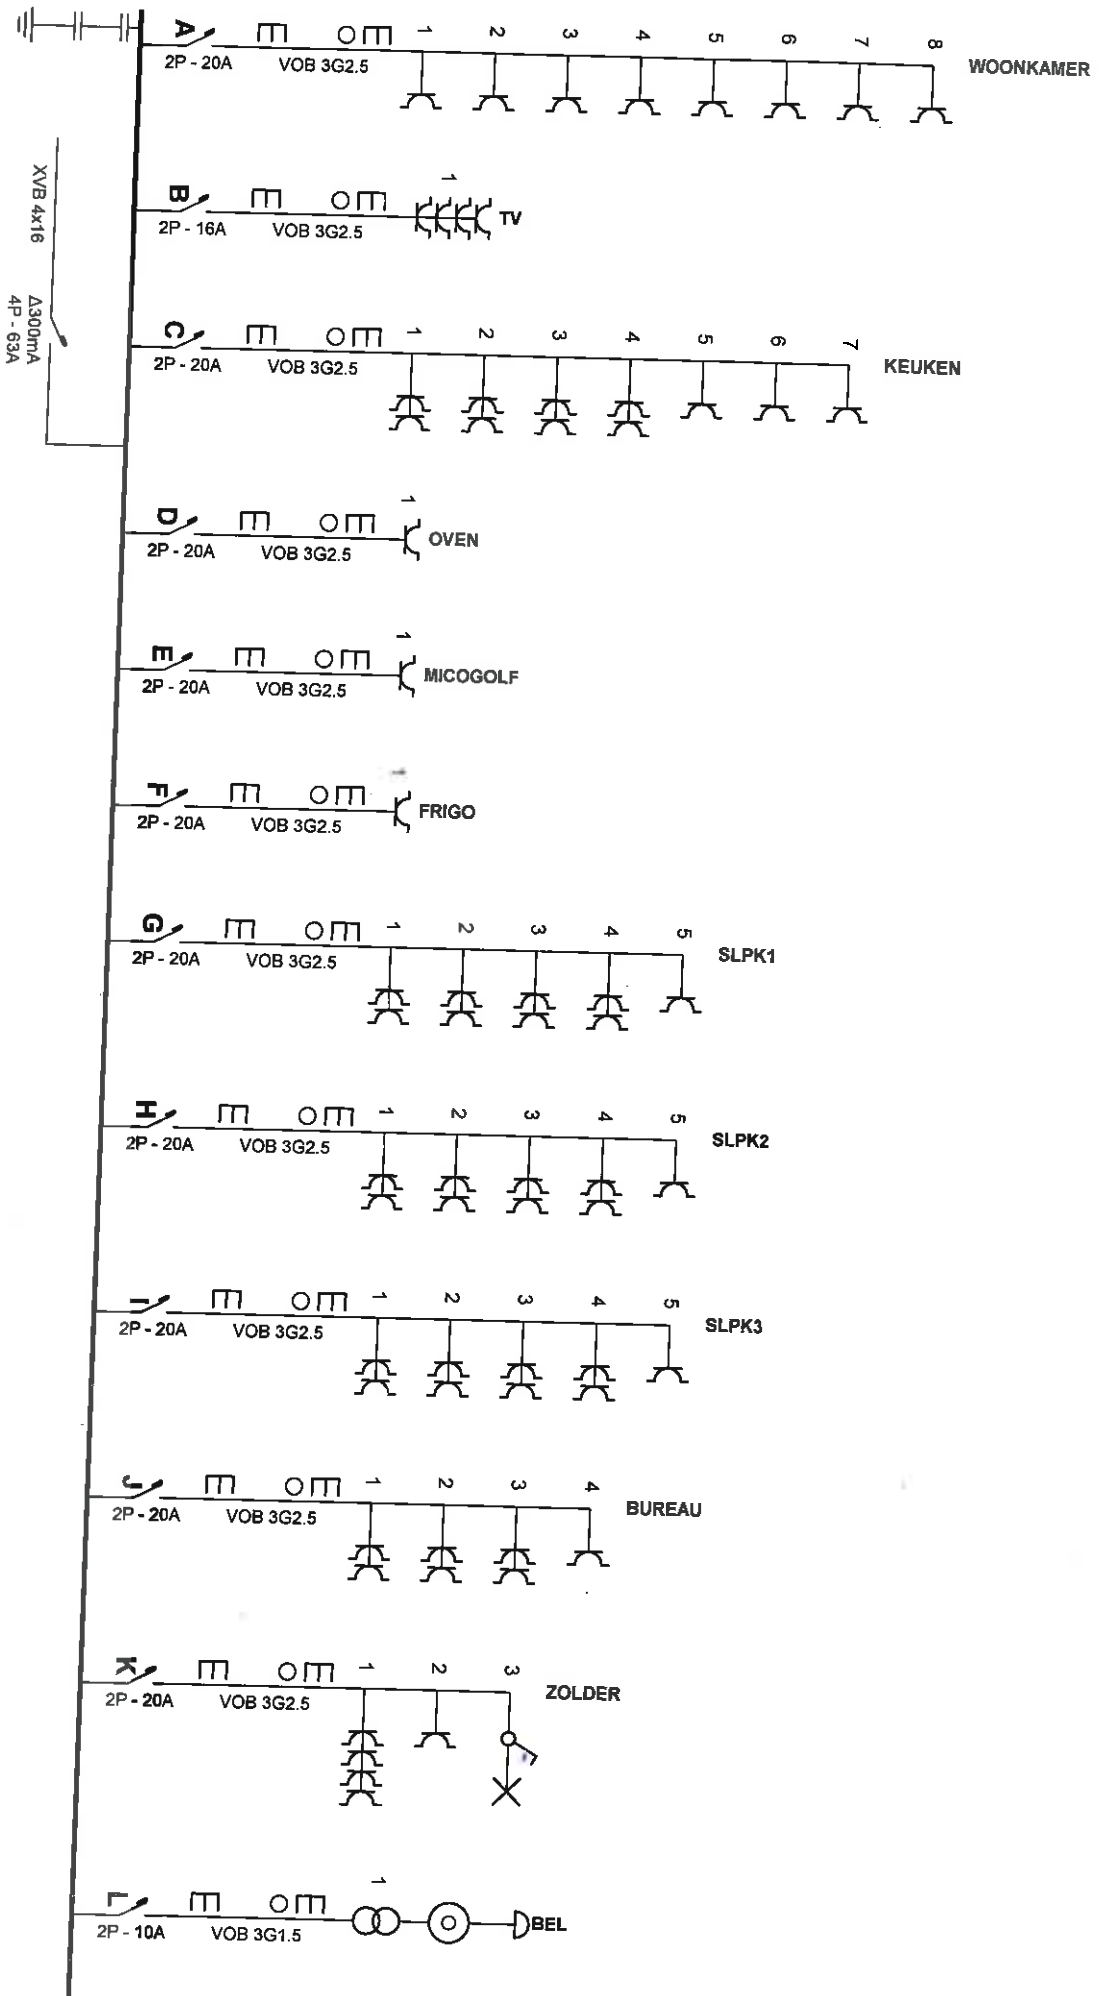 A
2P - 20A
VOB 3G2.5
1 2 3 4 5 6 7 8
WOONKAMER
B
2P - 16A
VOB 3G2.5
1
TV
XVB 4x16
Δ300mA
4P - 63A
C
2P - 20A
VOB 3G2.5
1 2 3 4 5 6 7
KEUKEN
D
2P - 20A
VOB 3G2.5
1
OVEN
E
2P - 20A
VOB 3G2.5
1
MICOGOLF
F
2P - 20A
VOB 3G2.5
1
FRIGO
G
2P - 20A
VOB 3G2.5
1 2 3 4 5
SLPK1
H
2P - 20A
VOB 3G2.5
1 2 3 4 5
SLPK2
I
2P - 20A
VOB 3G2.5
1 2 3 4 5
SLPK3
J
2P - 20A
VOB 3G2.5
1 2 3 4
BUREAU
K
2P - 20A
VOB 3G2.5
1 2 3
ZOLDER
L
2P - 10A
VOB 3G1.5
1
BEL